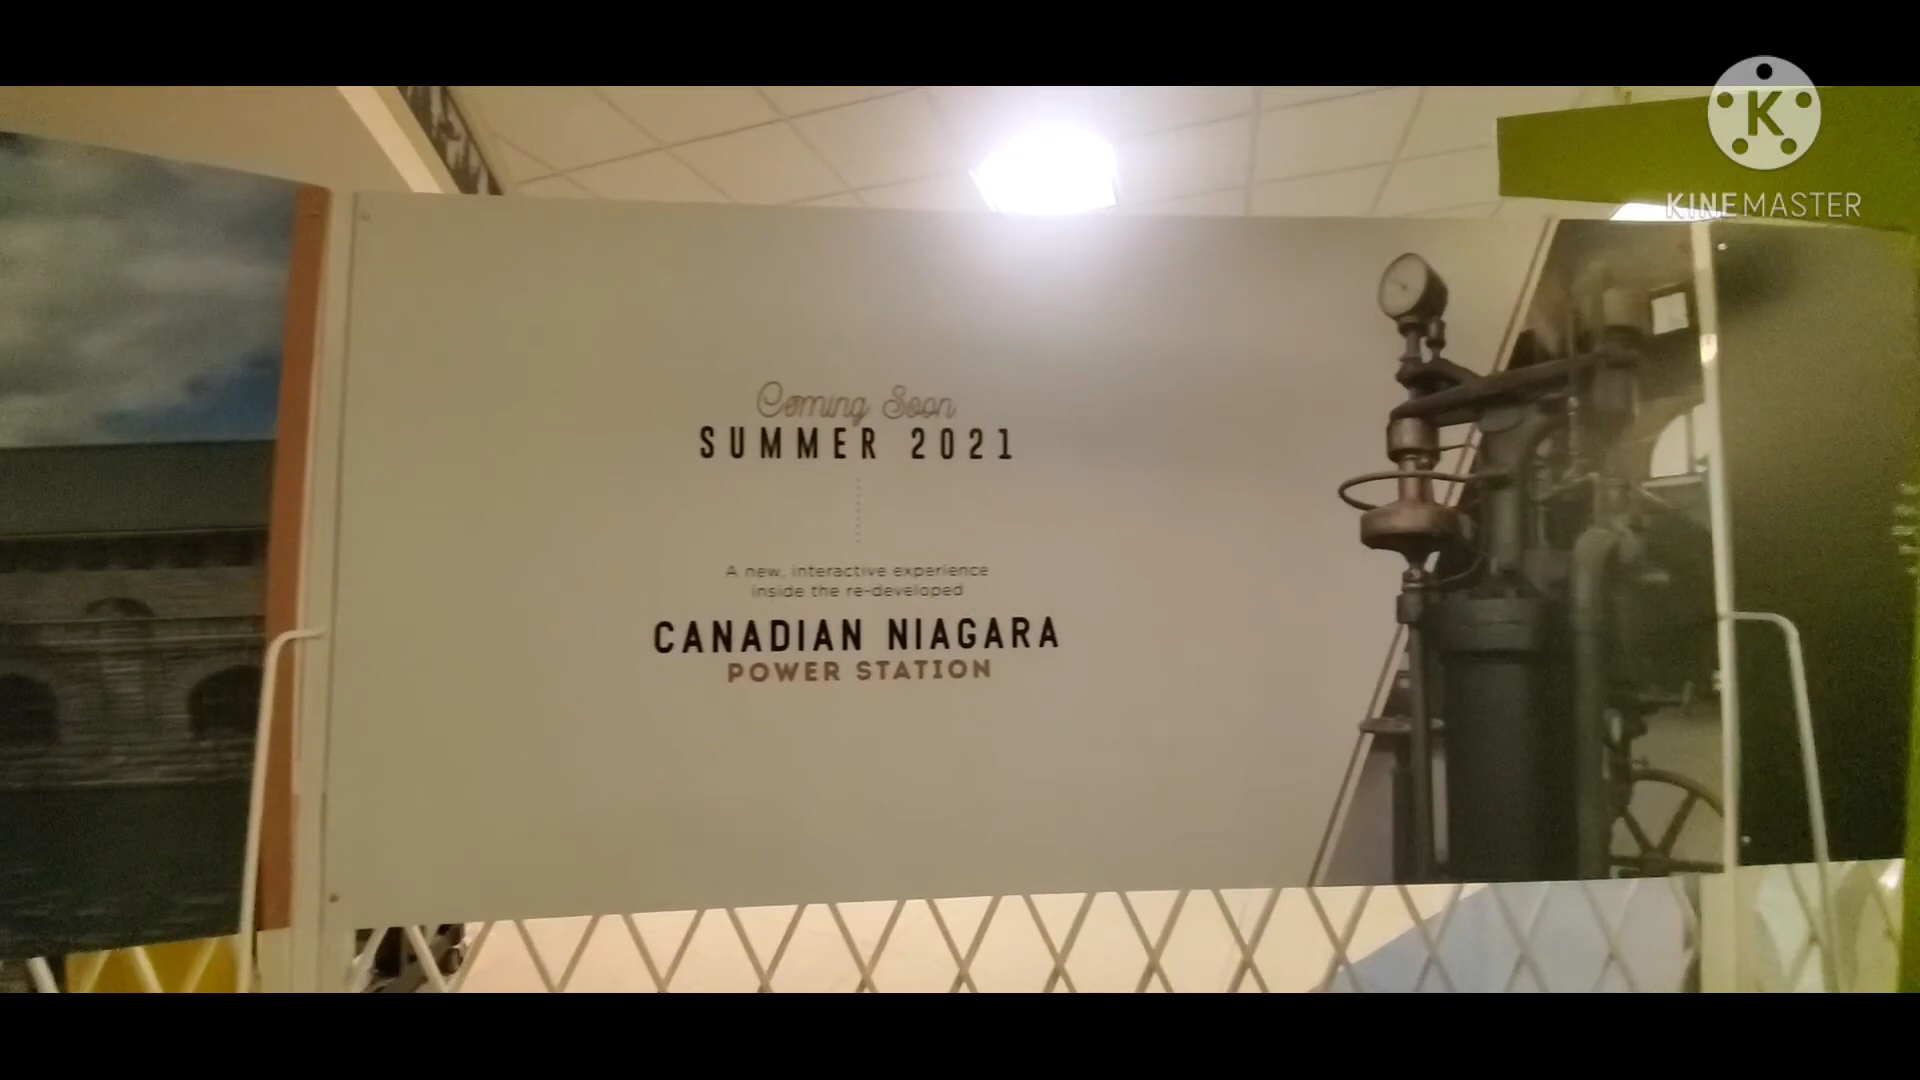 K
KINEMASTER
Coming Soon
SUMMER 2021
A new, interactive experience
inside the re-developed
CANADIAN NIAGARA
POWER STATION